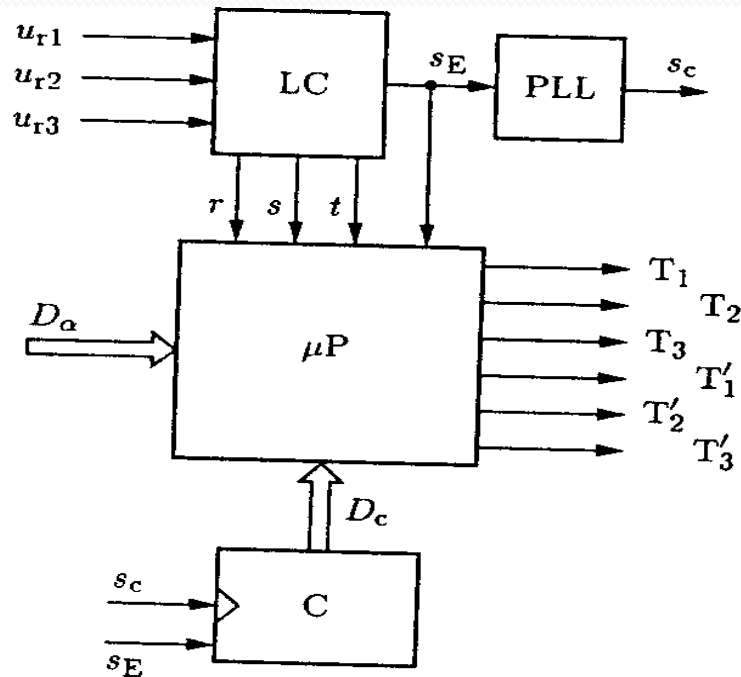 u_r1
u_r2
u_r3
LC
s_E
PLL
s_c
r
s
t
D_α
μP
T_1
T_2
T_3
T′_1
T′_2
T′_3
D_c
s_c
s_E
C